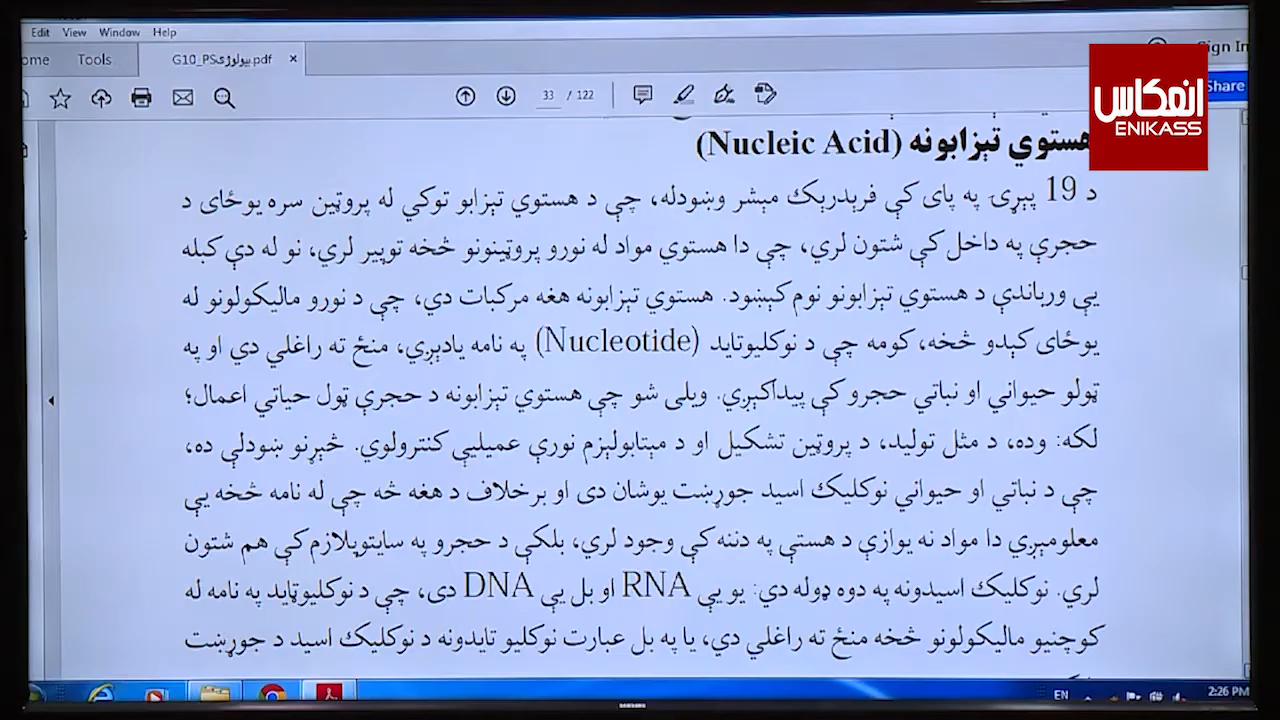 Edit View Window Help
ome Tools G10_PSبیولوژی.pdf ×
Sign In
33 / 122
Share
انعکاس
ENIKASS
هستوي تېزابونه (Nucleic Acid)
د 19 پېړۍ په پای کې فرېدرېک مېشر وښودله، چې د هستوي تېزابو توکي له پروټین سره یوځای د
حجرې په داخل کې شتون لري، چې دا هستوي مواد له نورو پروټینونو څخه توپیر لري، نو له دې کبله
یې ورباندې د هستوي تېزابونو نوم کېښود. هستوي تېزابونه هغه مرکبات دي، چې د نورو مالیکولونو له
یوځای کېدو څخه، کومه چې د نوکلیوتاید (Nucleotide) په نامه یادېږي، منځ ته راغلي دي او په
ټولو حیواني او نباتي حجرو کې پیداکېږي. ویلی شو چې هستوي تېزابونه د حجرې ټول حیاتي اعمال؛
لکه: وده، د مثل تولید، د پروټین تشکیل او د مېتابولېزم نورې عمیلیې کنترولوي. څېړنو ښودلې ده،
چې د نباتي او حیواني نوکلیک اسید جوړښت یوشان دی او برخلاف د هغه څه چې له نامه څخه یې
معلومېږي دا مواد نه یوازې د هستې په دننه کې وجود لري، بلکې د حجرو په سایتوپلازم کې هم شتون
لري. نوکلیک اسیدونه په دوه ډوله دي: یو یې RNA او بل یې DNA دی، چې د نوکلیوټاید په نامه له
کوچنیو مالیکولونو څخه منځ ته راغلي دي، یا په بل عبارت نوکلیو تایدونه د نوکلیک اسید د جوړښت
EN 2:26 PM
SAMSUNG